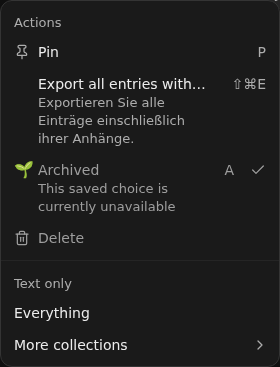 Actions
Pin P
Export all entries with… ⇧⌘E
Exportieren Sie alle
Einträge einschließlich
ihrer Anhänge.
Archived A
This saved choice is
currently unavailable
Delete
Text only
Everything
More collections